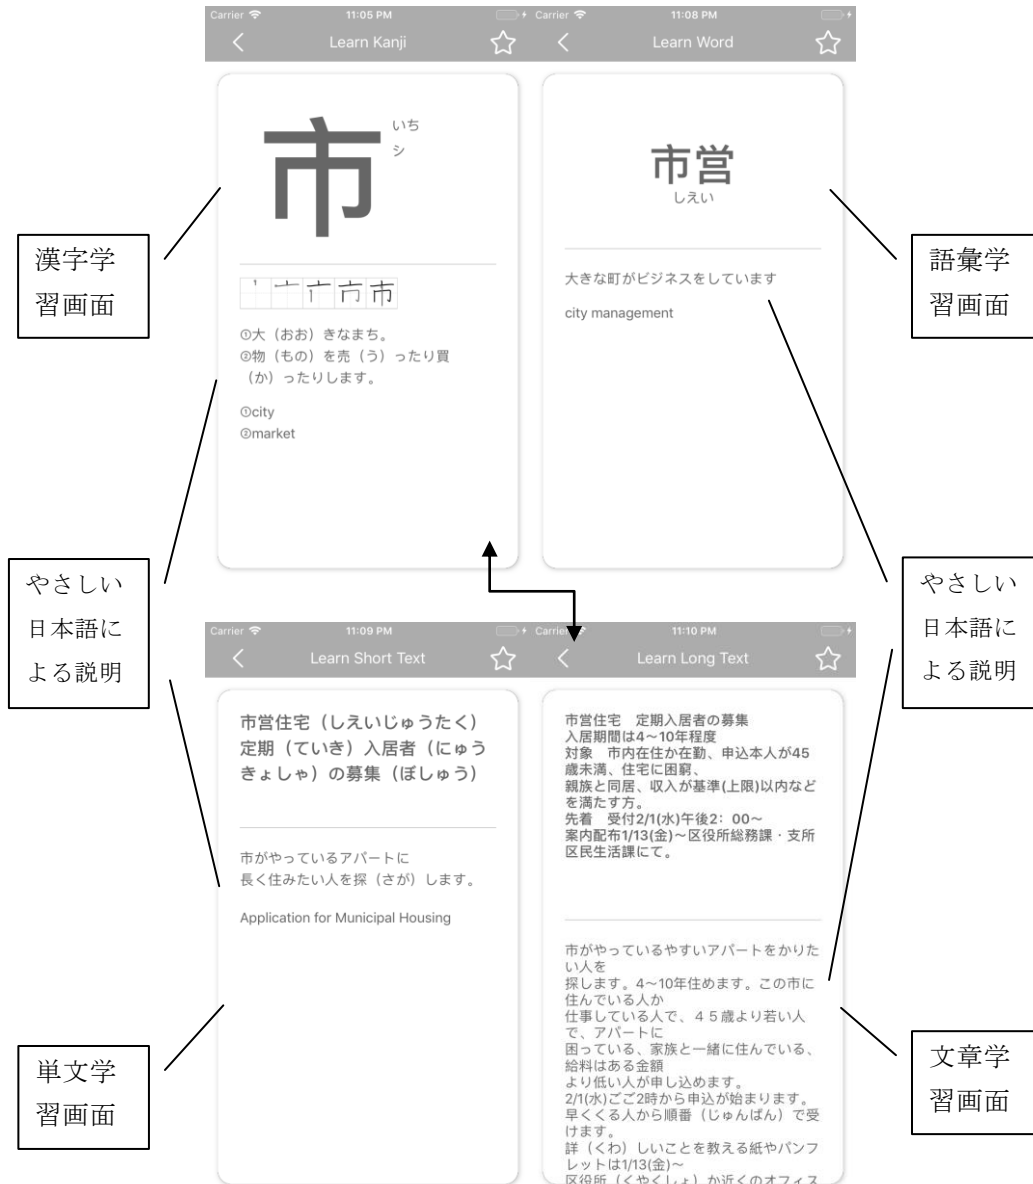 Carrier 11:05 PM
Learn Kanji
市
いち
シ
市
①大（おお）きなまち。
②物（もの）を売（う）ったり買
（か）ったりします。
①city
②market
Carrier 11:08 PM
Learn Word
市営
しえい
大きな町がビジネスをしています
city management
漢字学
習画面
語彙学
習画面
やさしい
日本語に
よる説明
やさしい
日本語に
よる説明
Carrier 11:09 PM
Learn Short Text
市営住宅（しえいじゅうたく）
定期（ていき）入居者（にゅう
きょしゃ）の募集（ぼしゅう）
市がやっているアパートに
長く住みたい人を探（さが）します。
Application for Municipal Housing
Carrier 11:10 PM
Learn Long Text
市営住宅　定期入居者の募集
入居期間は4～10年程度
対象　市内在住か在勤、申込本人が45
歳未満、住宅に困窮、
親族と同居、収入が基準(上限)以内など
を満たす方。
先着　受付2/1(水)午後2：00～
案内配布1/13(金)～区役所総務課・支所
区民生活課にて。
市がやっているやすいアパートをかりた
い人を
探します。4～10年住めます。この市に
住んでいる人か
仕事している人で、４５歳より若い人
で、アパートに
困っている、家族と一緒に住んでいる、
給料はある金額
より低い人が申し込めます。
2/1(水)ごご2時から申込が始まります。
早くくる人から順番（じゅんばん）で受
けます。
詳（くわ）しいことを教える紙やパンフ
レットは1/13(金)～
区役所（くやくしょ）か近くのオフィス
単文学
習画面
文章学
習画面